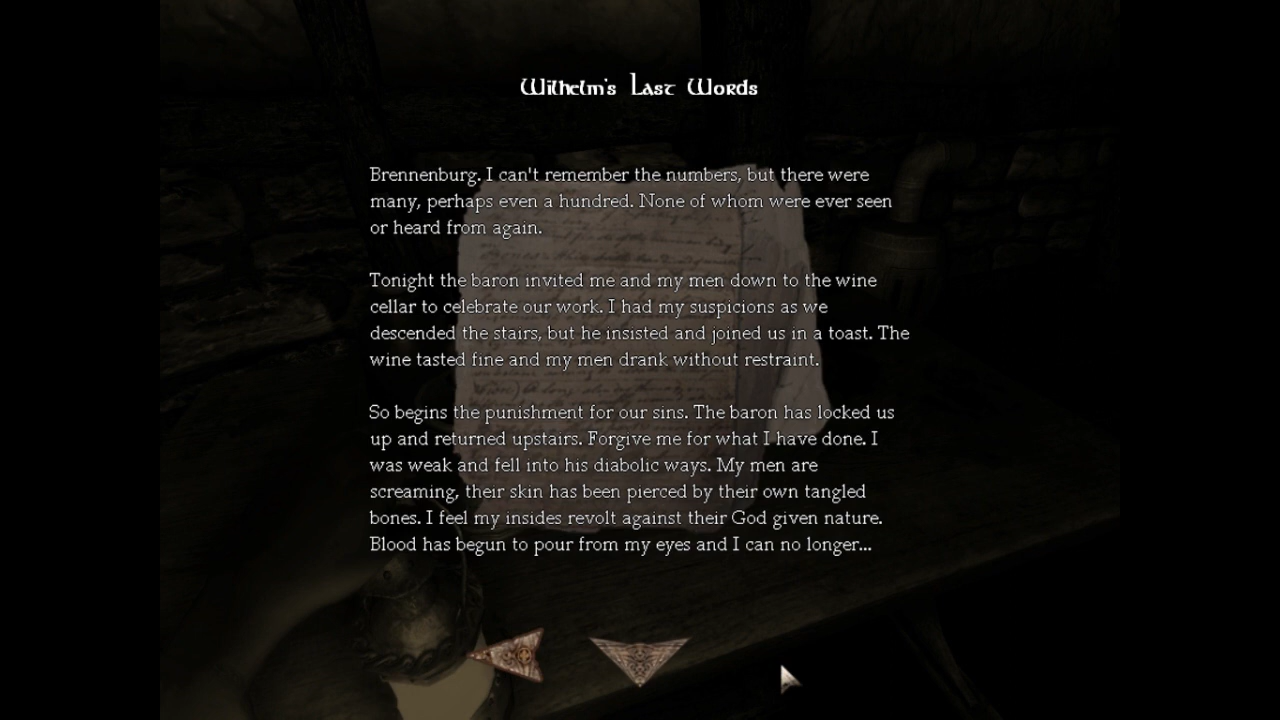 Wilhelm's Last Words
Brennenburg. I can't remember the numbers, but there were
many, perhaps even a hundred. None of whom were ever seen
or heard from again.
Tonight the baron invited me and my men down to the wine
cellar to celebrate our work. I had my suspicions as we
descended the stairs, but he insisted and joined us in a toast. The
wine tasted fine and my men drank without restraint.
So begins the punishment for our sins. The baron has locked us
up and returned upstairs. Forgive me for what I have done. I
was weak and fell into his diabolic ways. My men are
screaming, their skin has been pierced by their own tangled
bones. I feel my insides revolt against their God given nature.
Blood has begun to pour from my eyes and I can no longer...